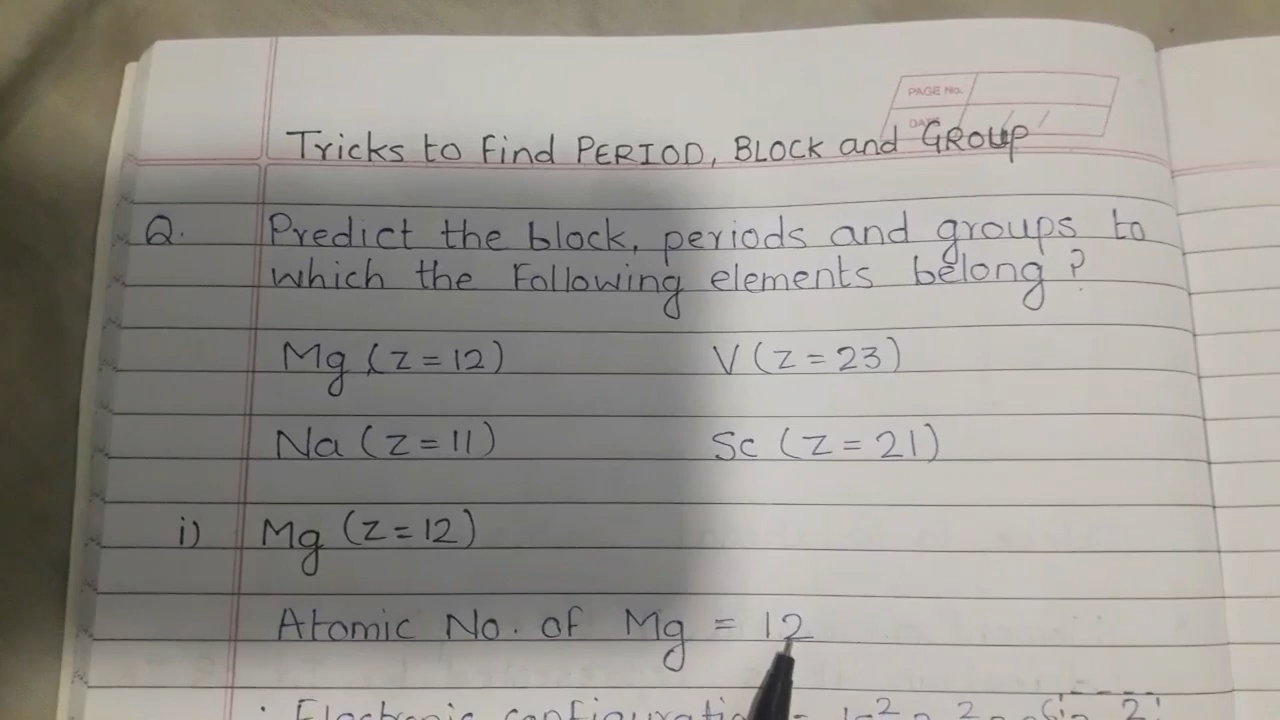 PAGE No.
DATE
Tricks to Find PERIOD, BLOCK and GROUP
Q. Predict the block, periods and groups to
which the Following elements belong?
Mg (Z=12) V (Z=23)
Na (Z=11) Sc (Z=21)
i) Mg (Z=12)
Atomic No. of Mg = 12